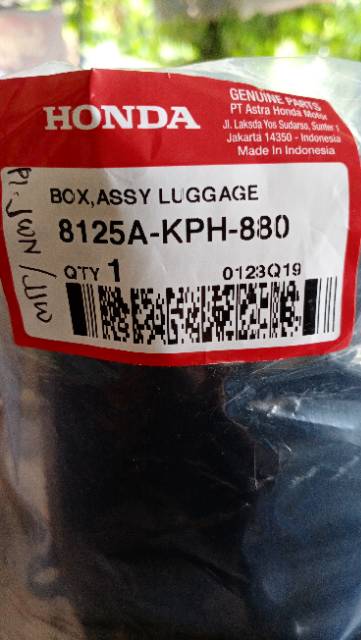 HONDA
GENUINE PARTS
PT Astra Honda Motor
Jl. Laksda Yos Sudarso, Sunter 1
Jakarta 14350 - Indonesia
Made in Indonesia
BOX,ASSY LUGGAGE
8125A-KPH-880
QTY 1
0123Q19